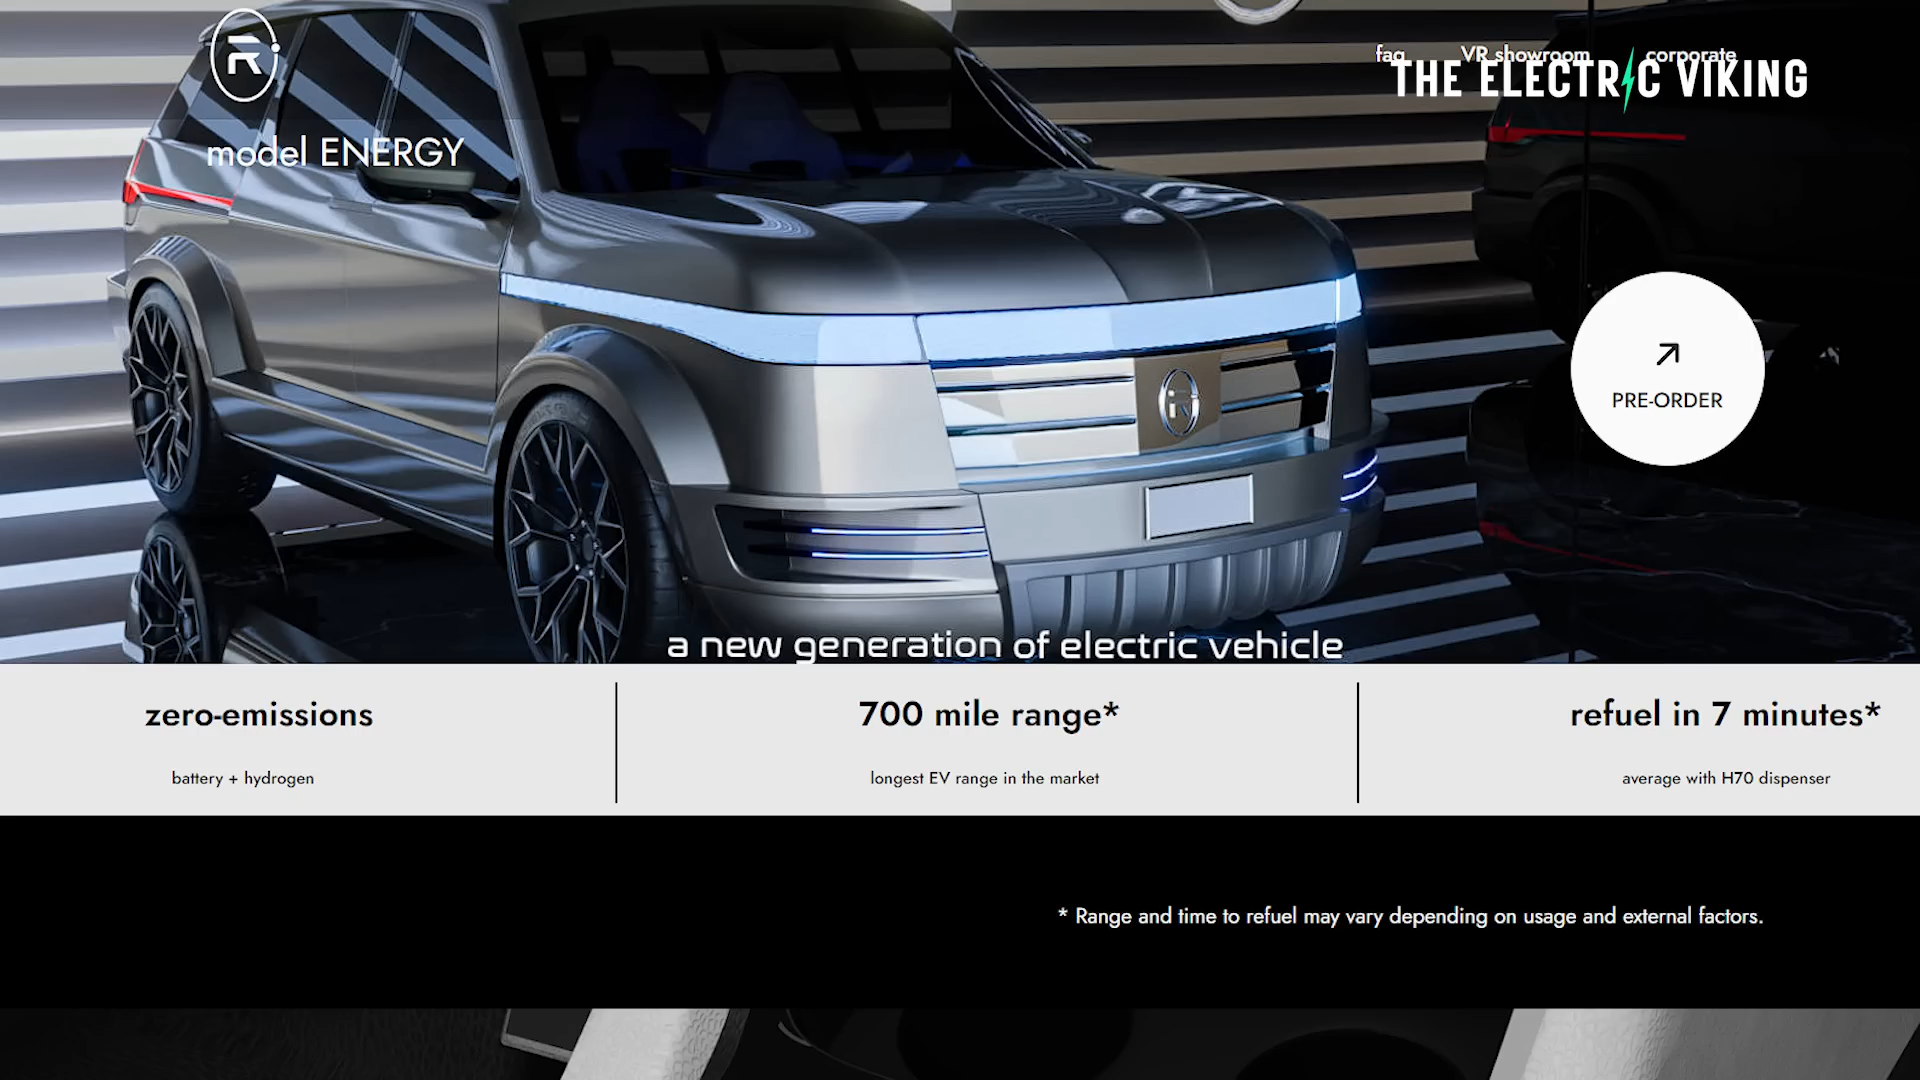 faq VR showroom corporate
THE ELECTRIC VIKING
model ENERGY
PRE-ORDER
a new generation of electric vehicle
zero-emissions
battery + hydrogen
700 mile range*
longest EV range in the market
refuel in 7 minutes*
average with H70 dispenser
* Range and time to refuel may vary depending on usage and external factors.